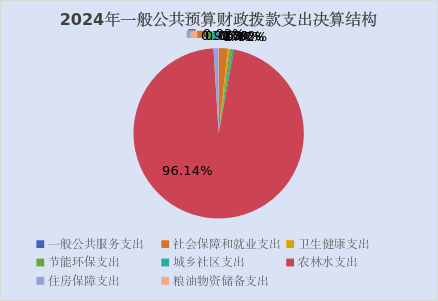 2024年一般公共预算财政拨款支出决算结构
96.14%
一般公共服务支出 社会保障和就业支出 卫生健康支出
节能环保支出 城乡社区支出 农林水支出
住房保障支出 粮油物资储备支出